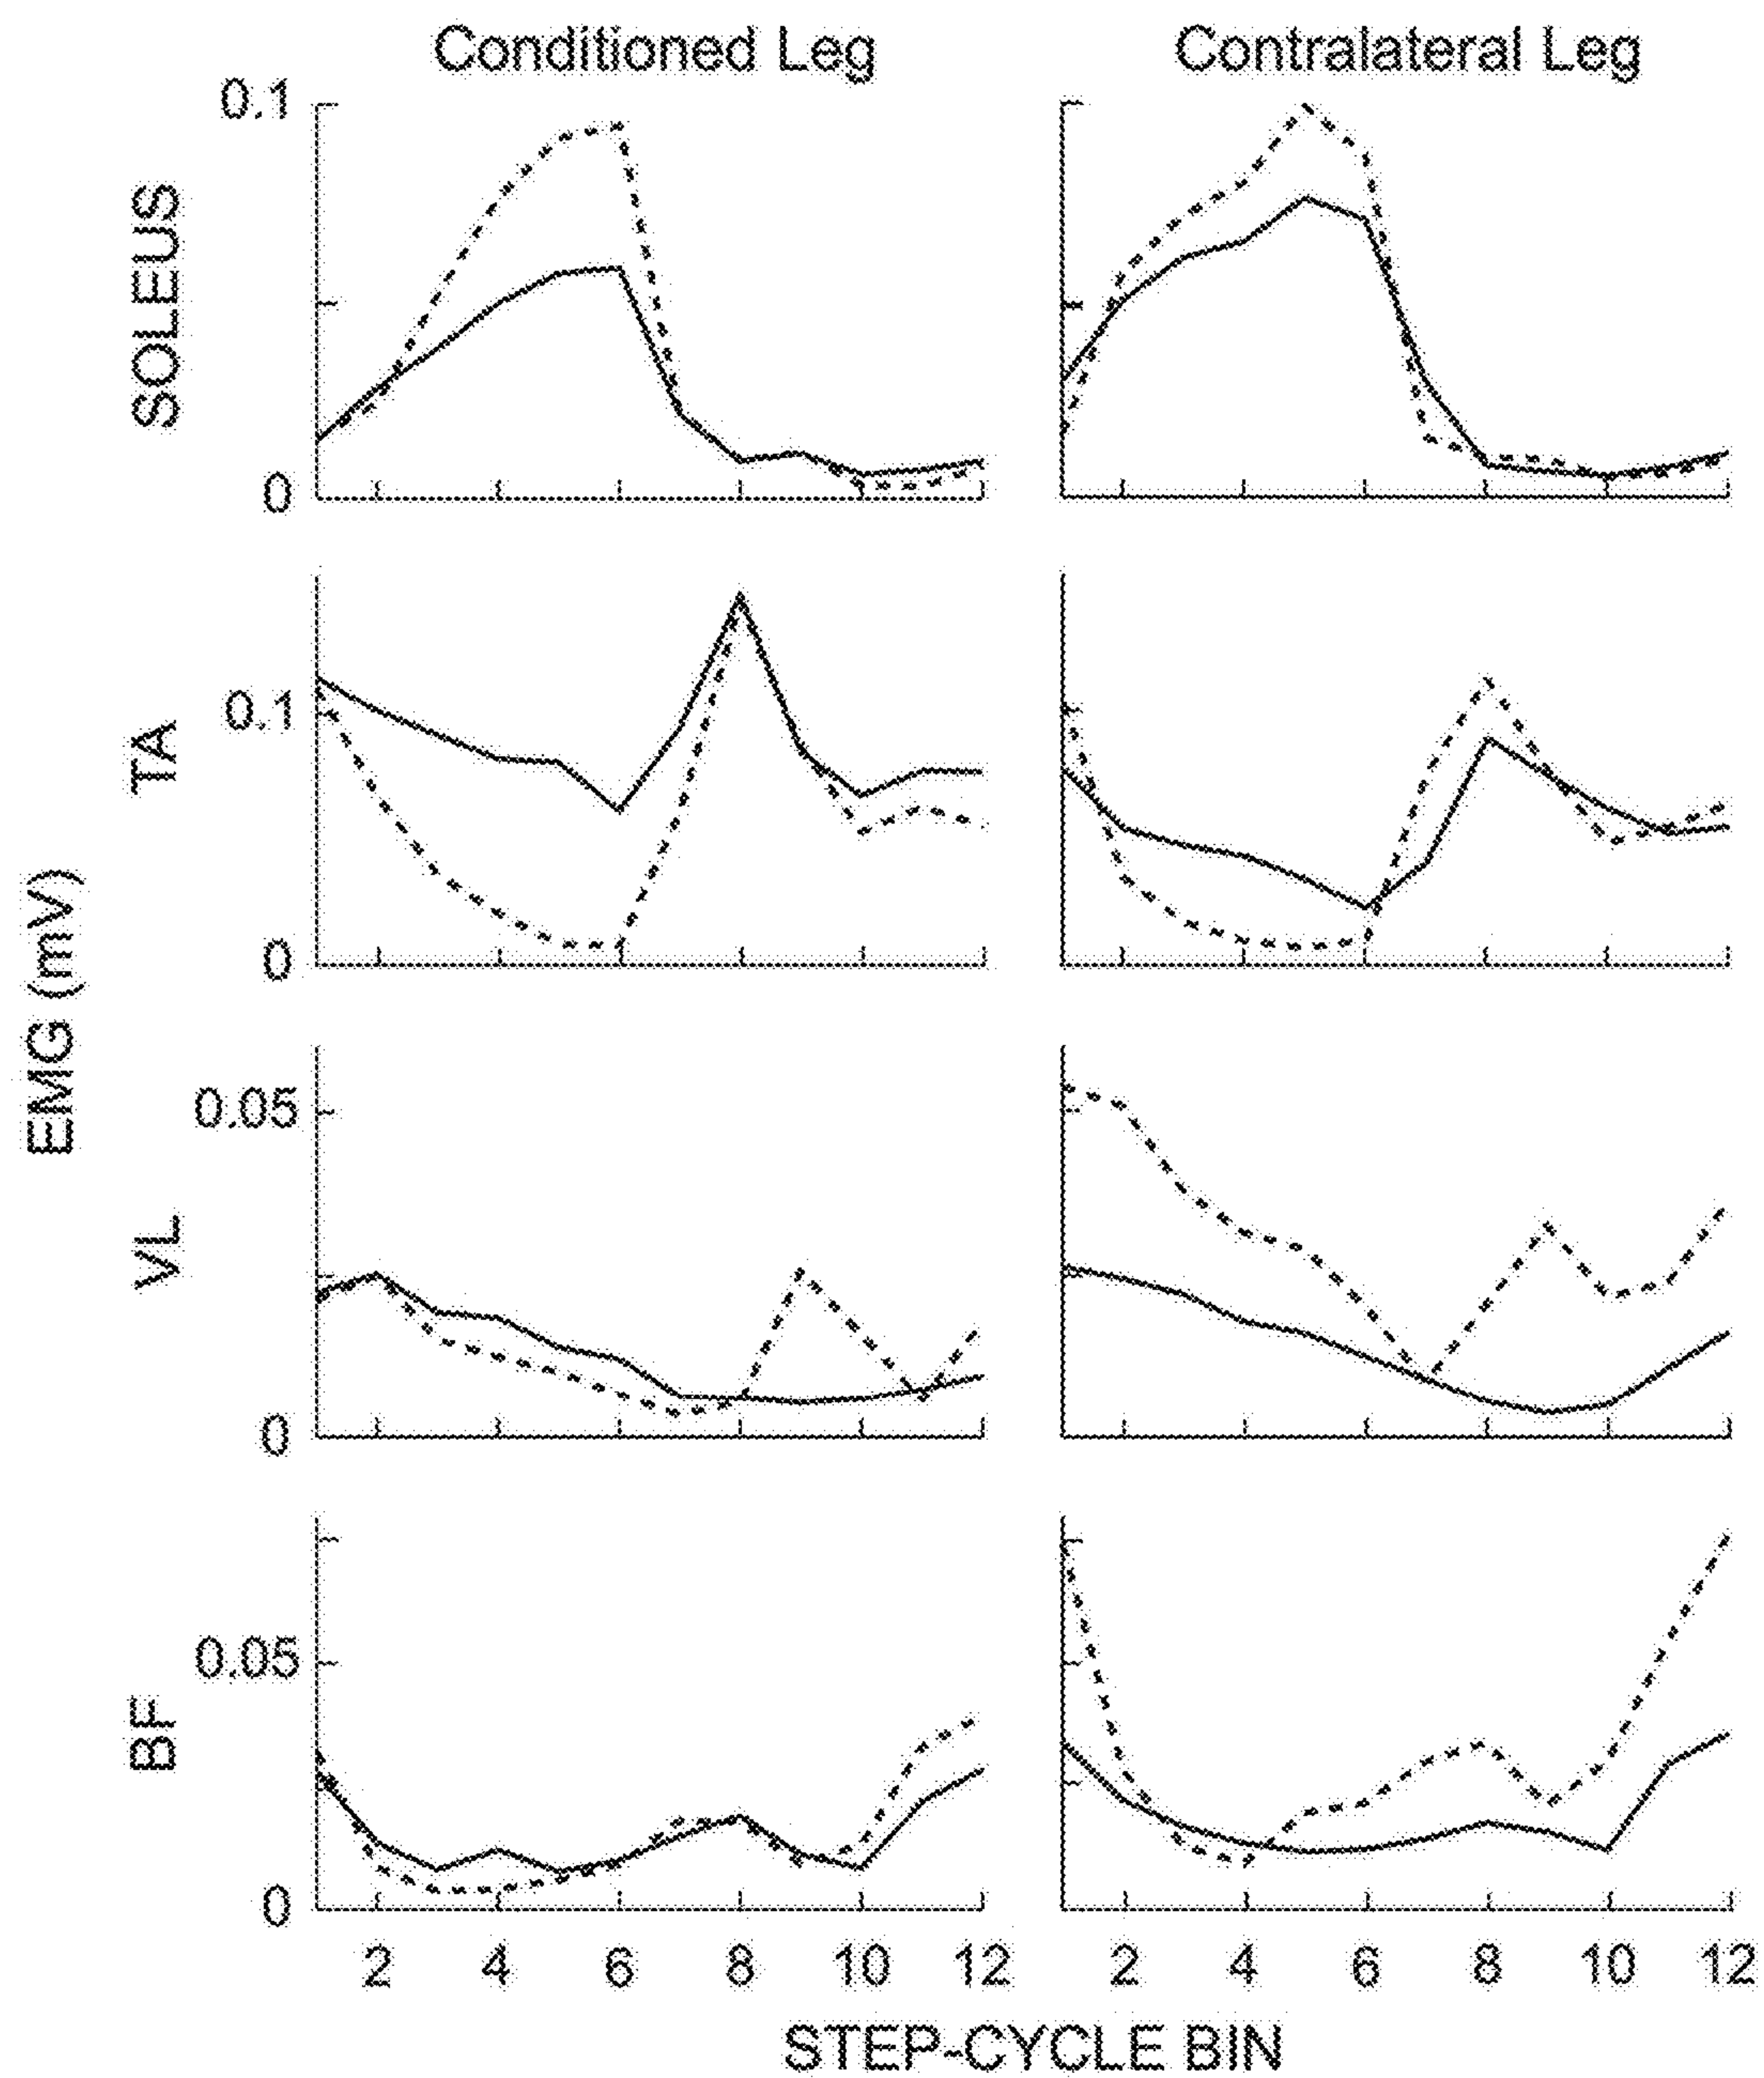 Conditioned Leg
Contralateral Leg
EMG (mV)
SOLEUS
0.1
0
TA
0.1
0
VL
0.05
0
BF
0.05
0
2 4 6 8 10 12
2 4 6 8 10 12
STEP-CYCLE BIN